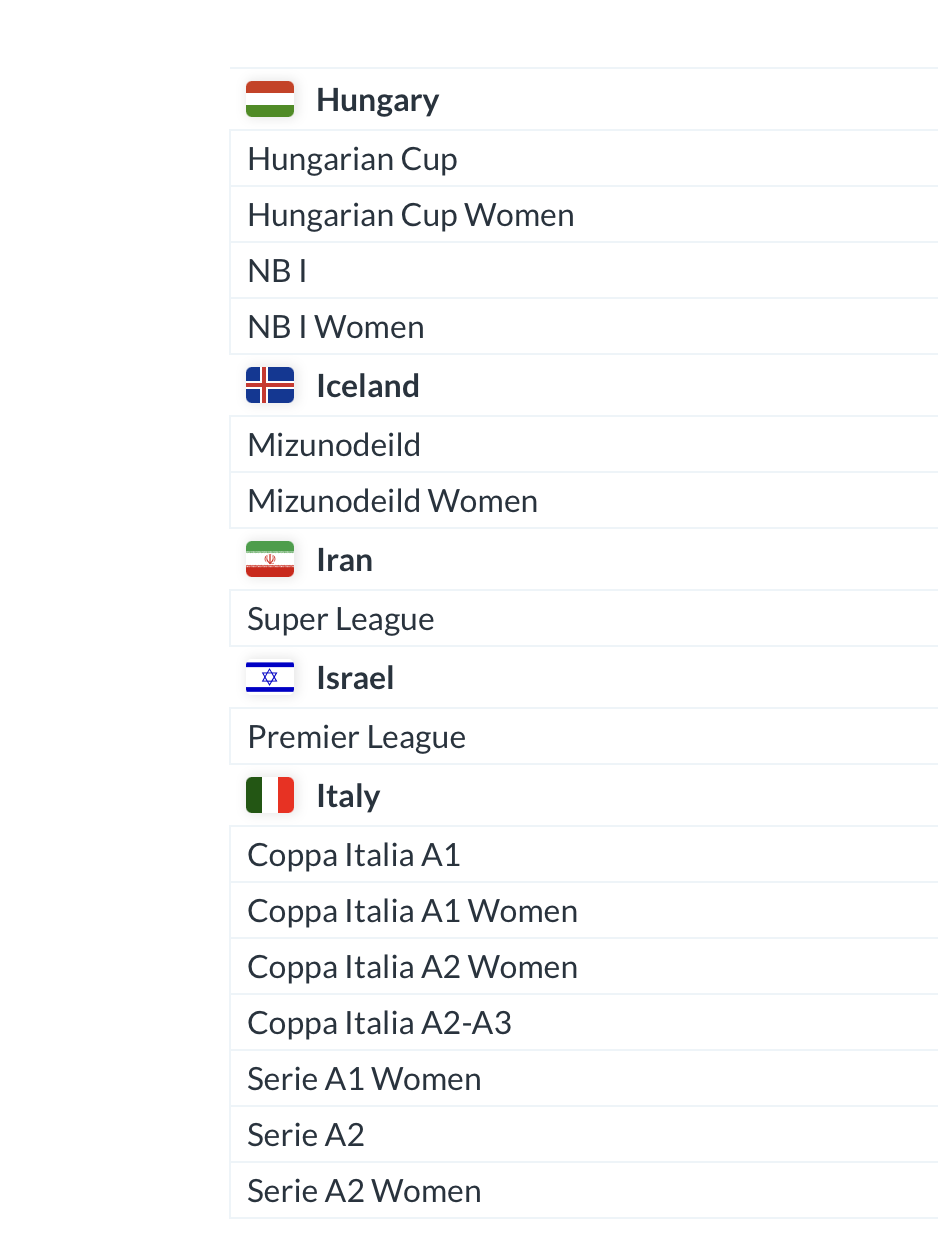 Hungary
Hungarian Cup
Hungarian Cup Women
NB I
NB I Women
Iceland
Mizunodeild
Mizunodeild Women
Iran
Super League
Israel
Premier League
Italy
Coppa Italia A1
Coppa Italia A1 Women
Coppa Italia A2 Women
Coppa Italia A2-A3
Serie A1 Women
Serie A2
Serie A2 Women